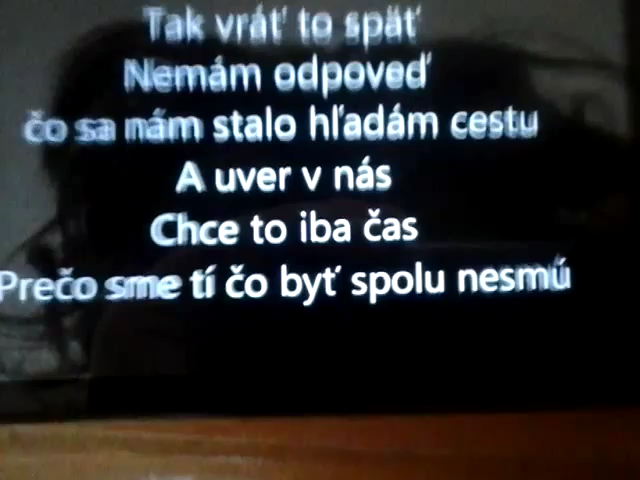 Tak vráť to späť
Nemám odpoveď
čo sa nám stalo hľadám cestu
A uver v nás
Chce to iba čas
Prečo sme tí čo byť spolu nesmú